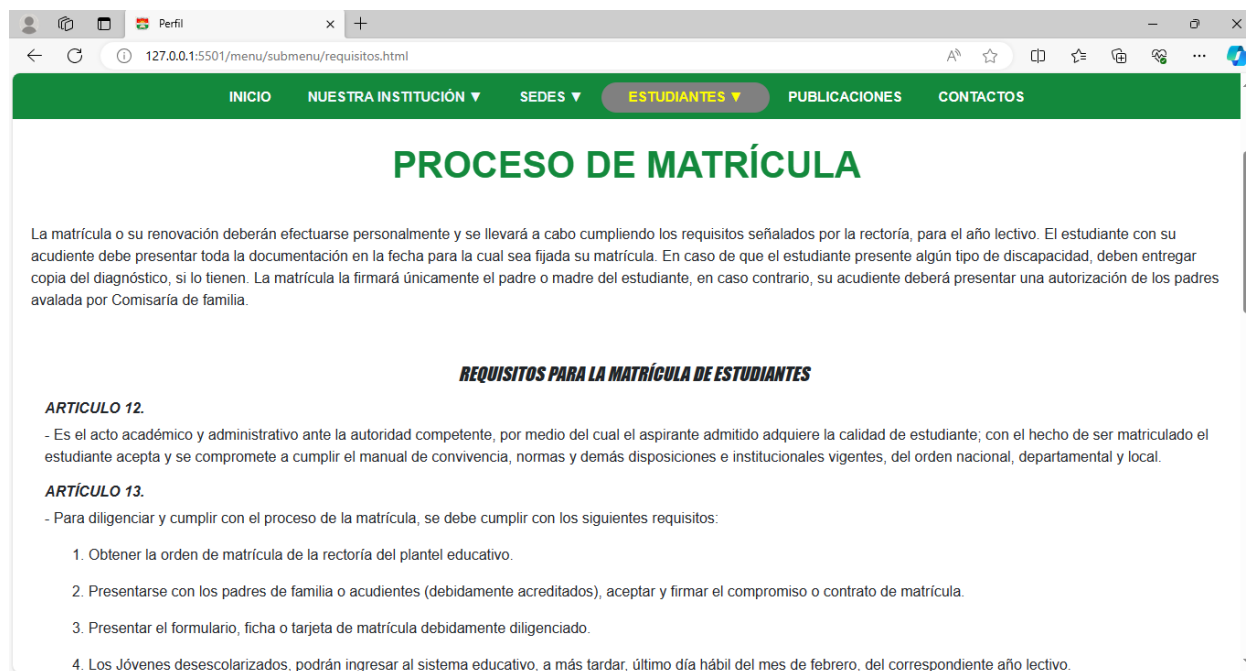 Perfil
127.0.0.1:5501/menu/submenu/requisitos.html
INICIO NUESTRA INSTITUCIÓN ▼ SEDES ▼ ESTUDIANTES ▼ PUBLICACIONES CONTACTOS
PROCESO DE MATRÍCULA
La matrícula o su renovación deberán efectuarse personalmente y se llevará a cabo cumpliendo los requisitos señalados por la rectoría, para el año lectivo. El estudiante con su
acudiente debe presentar toda la documentación en la fecha para la cual sea fijada su matrícula. En caso de que el estudiante presente algún tipo de discapacidad, deben entregar
copia del diagnóstico, si lo tienen. La matrícula la firmará únicamente el padre o madre del estudiante, en caso contrario, su acudiente deberá presentar una autorización de los padres
avalada por Comisaría de familia.
REQUISITOS PARA LA MATRÍCULA DE ESTUDIANTES
ARTICULO 12.
- Es el acto académico y administrativo ante la autoridad competente, por medio del cual el aspirante admitido adquiere la calidad de estudiante; con el hecho de ser matriculado el
estudiante acepta y se compromete a cumplir el manual de convivencia, normas y demás disposiciones e institucionales vigentes, del orden nacional, departamental y local.
ARTÍCULO 13.
- Para diligenciar y cumplir con el proceso de la matrícula, se debe cumplir con los siguientes requisitos:
1. Obtener la orden de matrícula de la rectoría del plantel educativo.
2. Presentarse con los padres de familia o acudientes (debidamente acreditados), aceptar y firmar el compromiso o contrato de matrícula.
3. Presentar el formulario, ficha o tarjeta de matrícula debidamente diligenciado.
4. Los Jóvenes desescolarizados, podrán ingresar al sistema educativo, a más tardar, último día hábil del mes de febrero, del correspondiente año lectivo.